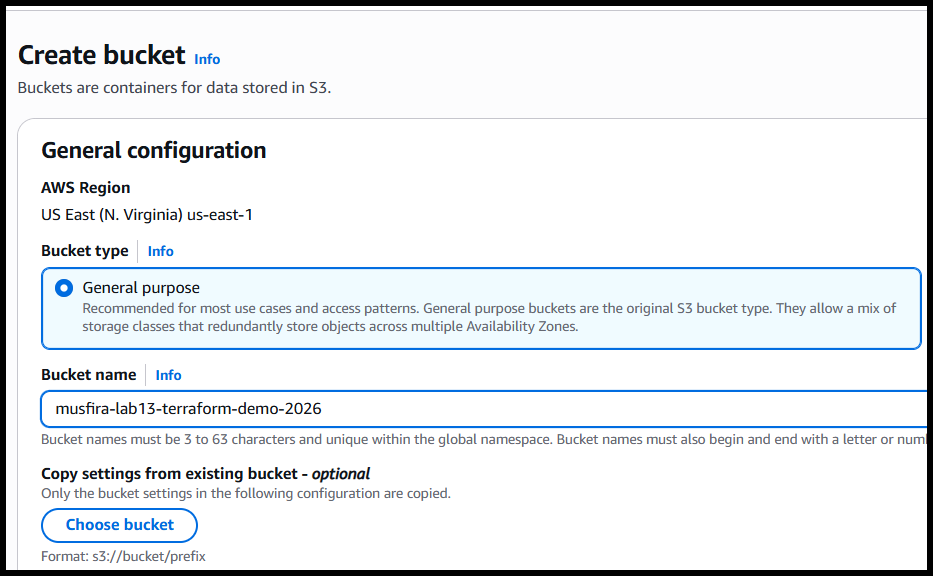 Create bucket Info
Buckets are containers for data stored in S3.
General configuration
AWS Region
US East (N. Virginia) us-east-1
Bucket type Info
General purpose
Recommended for most use cases and access patterns. General purpose buckets are the original S3 bucket type. They allow a mix of
storage classes that redundantly store objects across multiple Availability Zones.
Bucket name Info
musfira-lab13-terraform-demo-2026
Bucket names must be 3 to 63 characters and unique within the global namespace. Bucket names must also begin and end with a letter or
Copy settings from existing bucket - optional
Only the bucket settings in the following configuration are copied.
Choose bucket
Format: s3://bucket/prefix